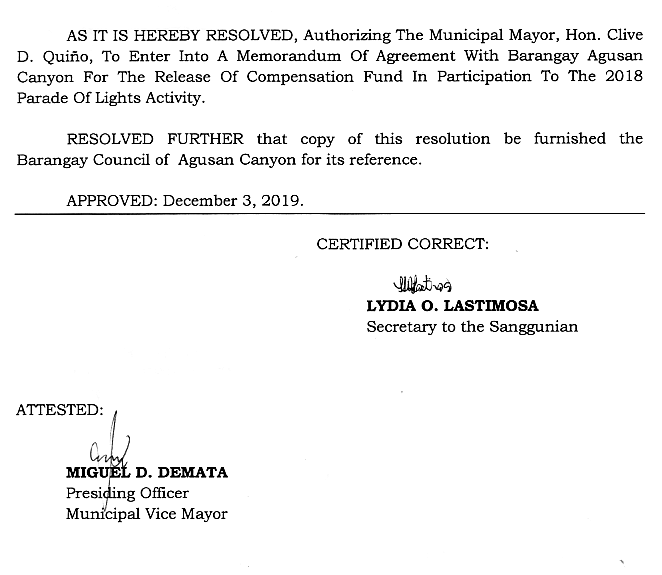 AS IT IS HEREBY RESOLVED, Authorizing The Municipal Mayor, Hon. Clive
D. Quiño, To Enter Into A Memorandum Of Agreement With Barangay Agusan
Canyon For The Release Of Compensation Fund In Participation To The 2018
Parade Of Lights Activity.
RESOLVED FURTHER that copy of this resolution be furnished the
Barangay Council of Agusan Canyon for its reference.
APPROVED: December 3, 2019.
CERTIFIED CORRECT:
LYDIA O. LASTIMOSA
Secretary to the Sanggunian
ATTESTED:
MIGUEL D. DEMATA
Presiding Officer
Municipal Vice Mayor